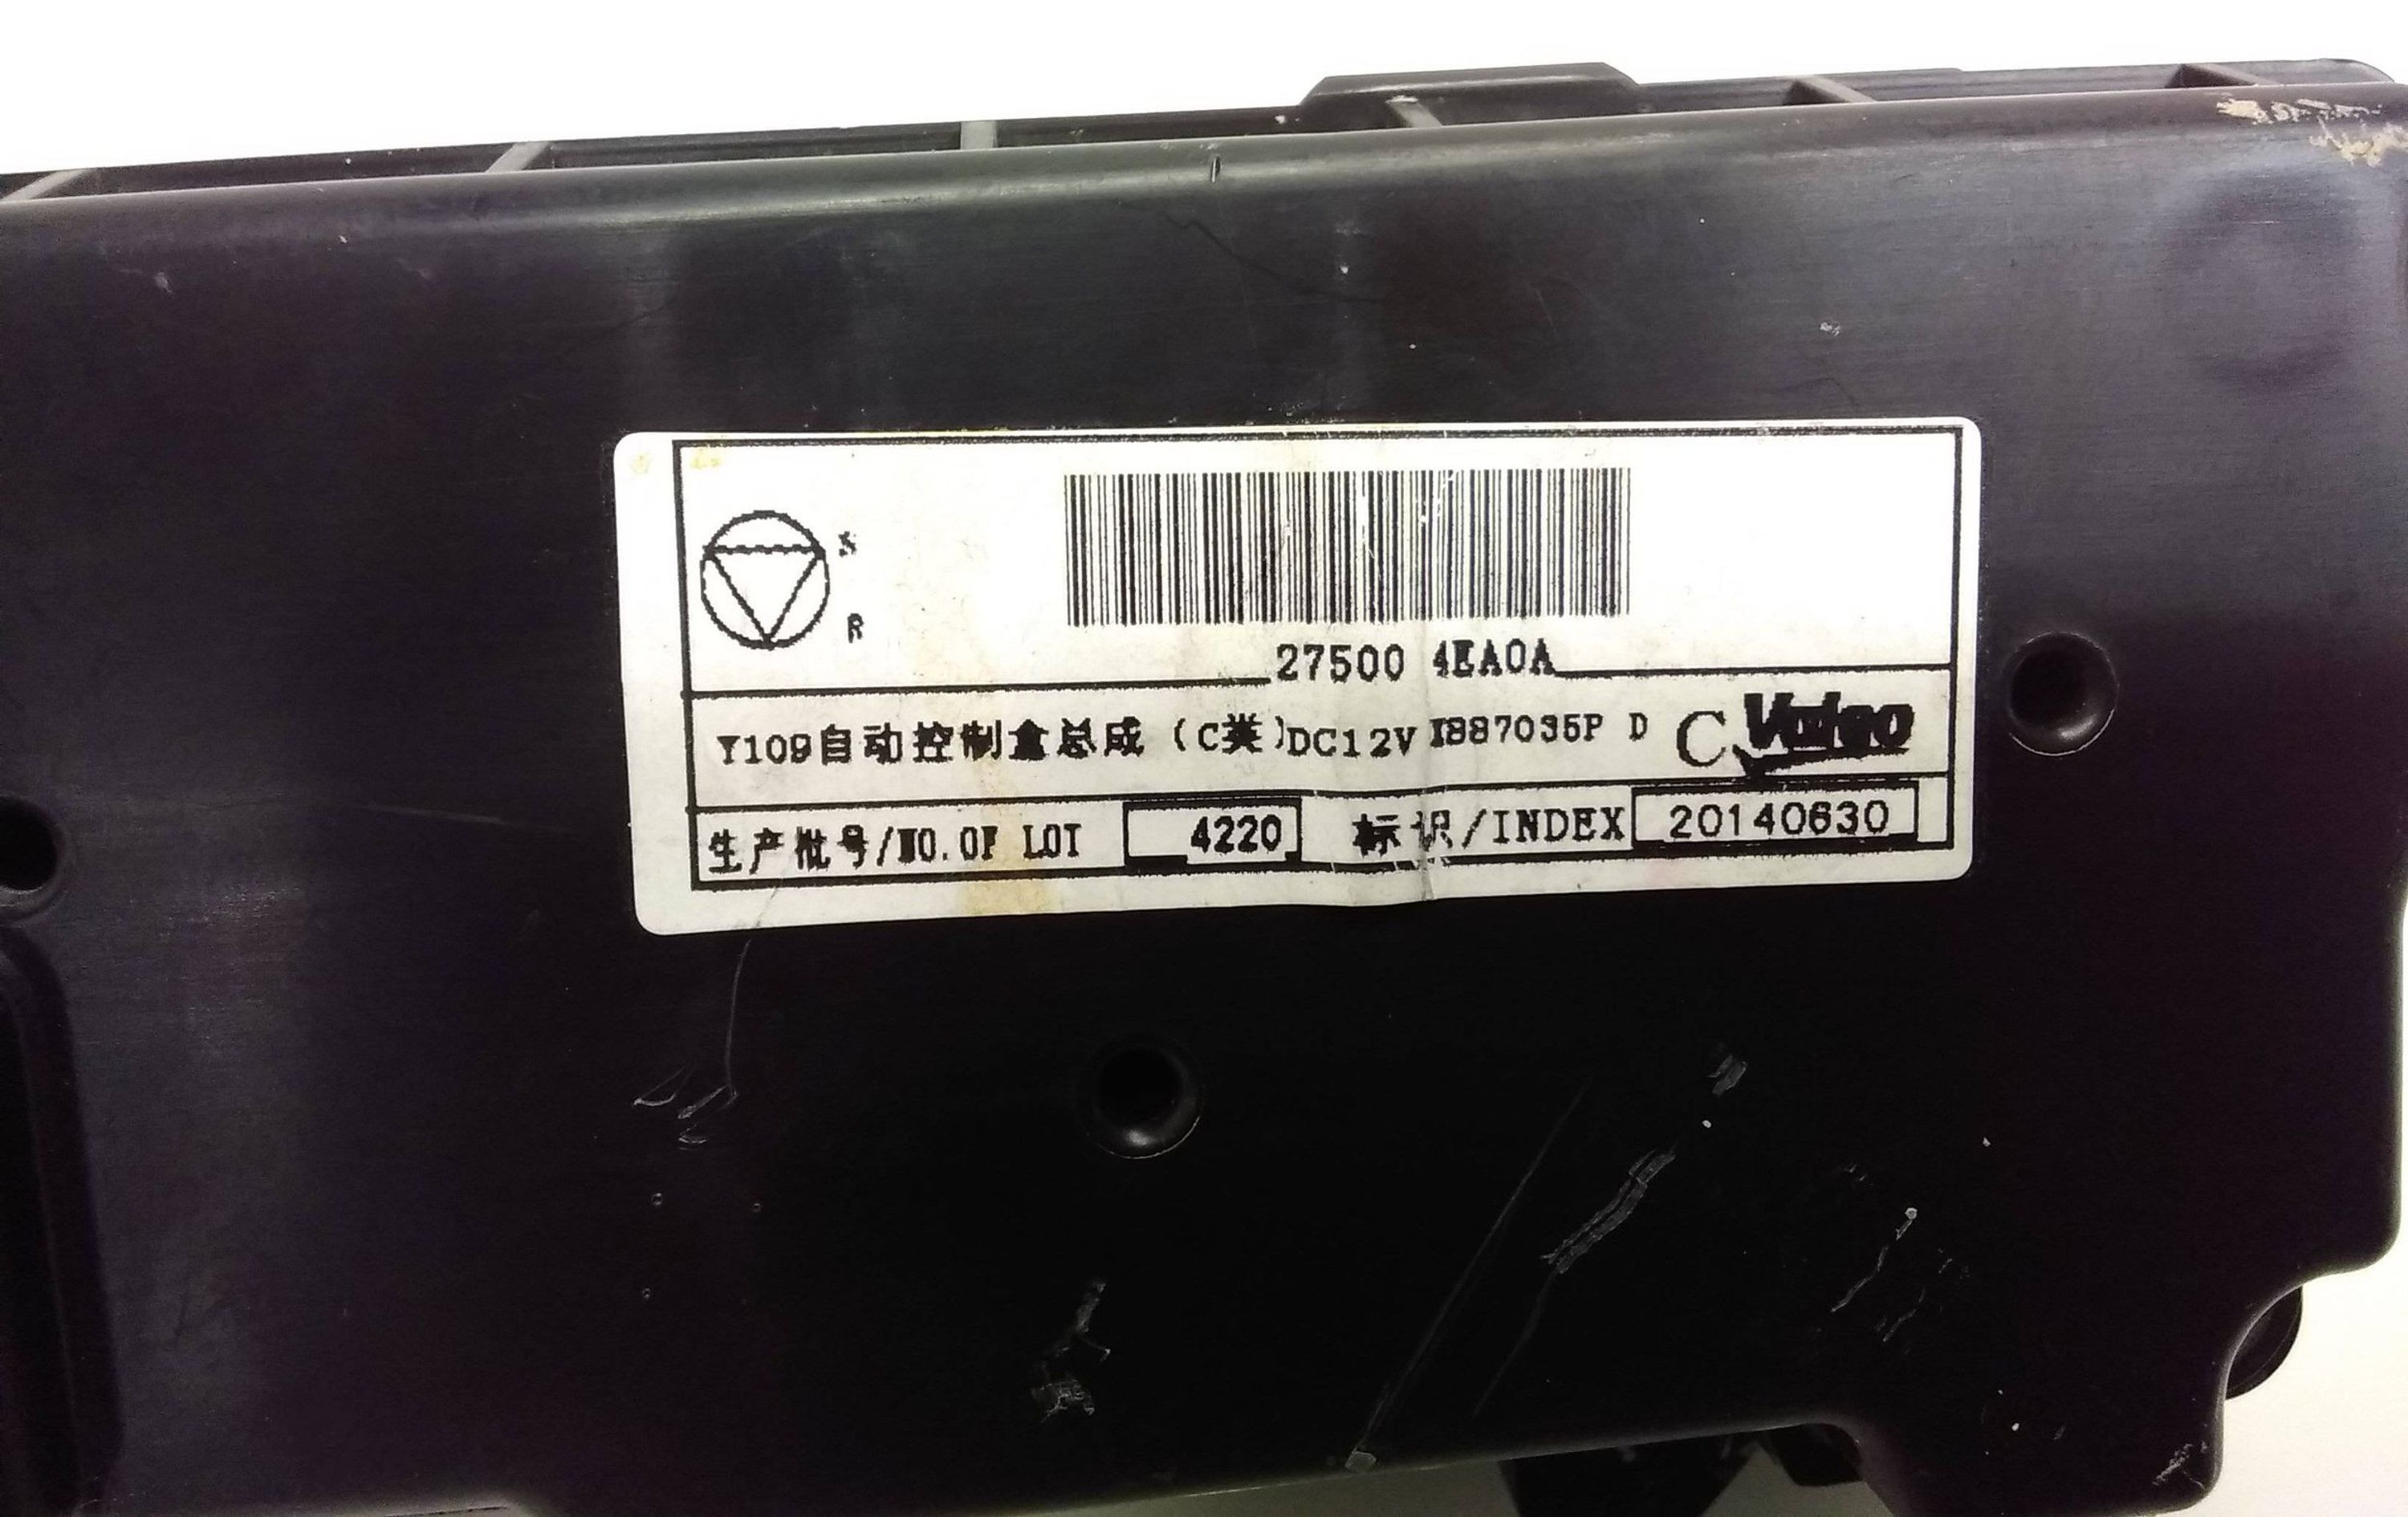 S
R
27500 4EA0A
Y109自动控制盒总成(C类)DC12V I887035P D C Valeo
生产批号/NO.OF LOT 4220 标识/INDEX 20140630